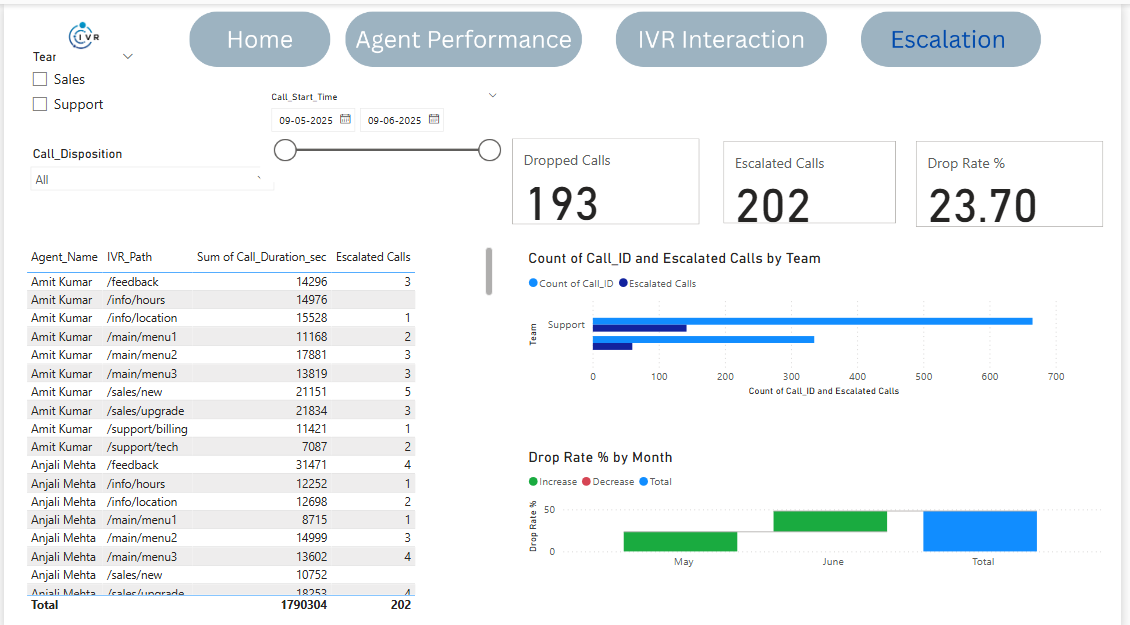 IVR
Home
Agent Performance
IVR Interaction
Escalation
Sales
Support
Call_Start_Time
09-05-2025
09-06-2025
Call_Disposition
All
Dropped Calls
193
Escalated Calls
202
Drop Rate %
23.70
Agent_Name IVR_Path Sum of Call_Duration_sec Escalated Calls
Amit Kumar /feedback 14296 3
Amit Kumar /info/hours 14976
Amit Kumar /info/location 15528 1
Amit Kumar /main/menu1 11168 2
Amit Kumar /main/menu2 17881 3
Amit Kumar /main/menu3 13819 3
Amit Kumar /sales/new 21151 5
Amit Kumar /sales/upgrade 21834 3
Amit Kumar /support/billing 11421 1
Amit Kumar /support/tech 7087 2
Anjali Mehta /feedback 31471 4
Anjali Mehta /info/hours 12252 1
Anjali Mehta /info/location 12698 2
Anjali Mehta /main/menu1 8715 1
Anjali Mehta /main/menu2 14999 3
Anjali Mehta /main/menu3 13602 4
Anjali Mehta /sales/new 10752
Anjali Mehta /sales/upgrade 18253 4
Total 1790304 202
Count of Call_ID and Escalated Calls by Team
Count of Call_ID Escalated Calls
Team
Support
0 100 200 300 400 500 600 700
Count of Call_ID and Escalated Calls
Drop Rate % by Month
Increase Decrease Total
Drop Rate %
50
0
May June Total